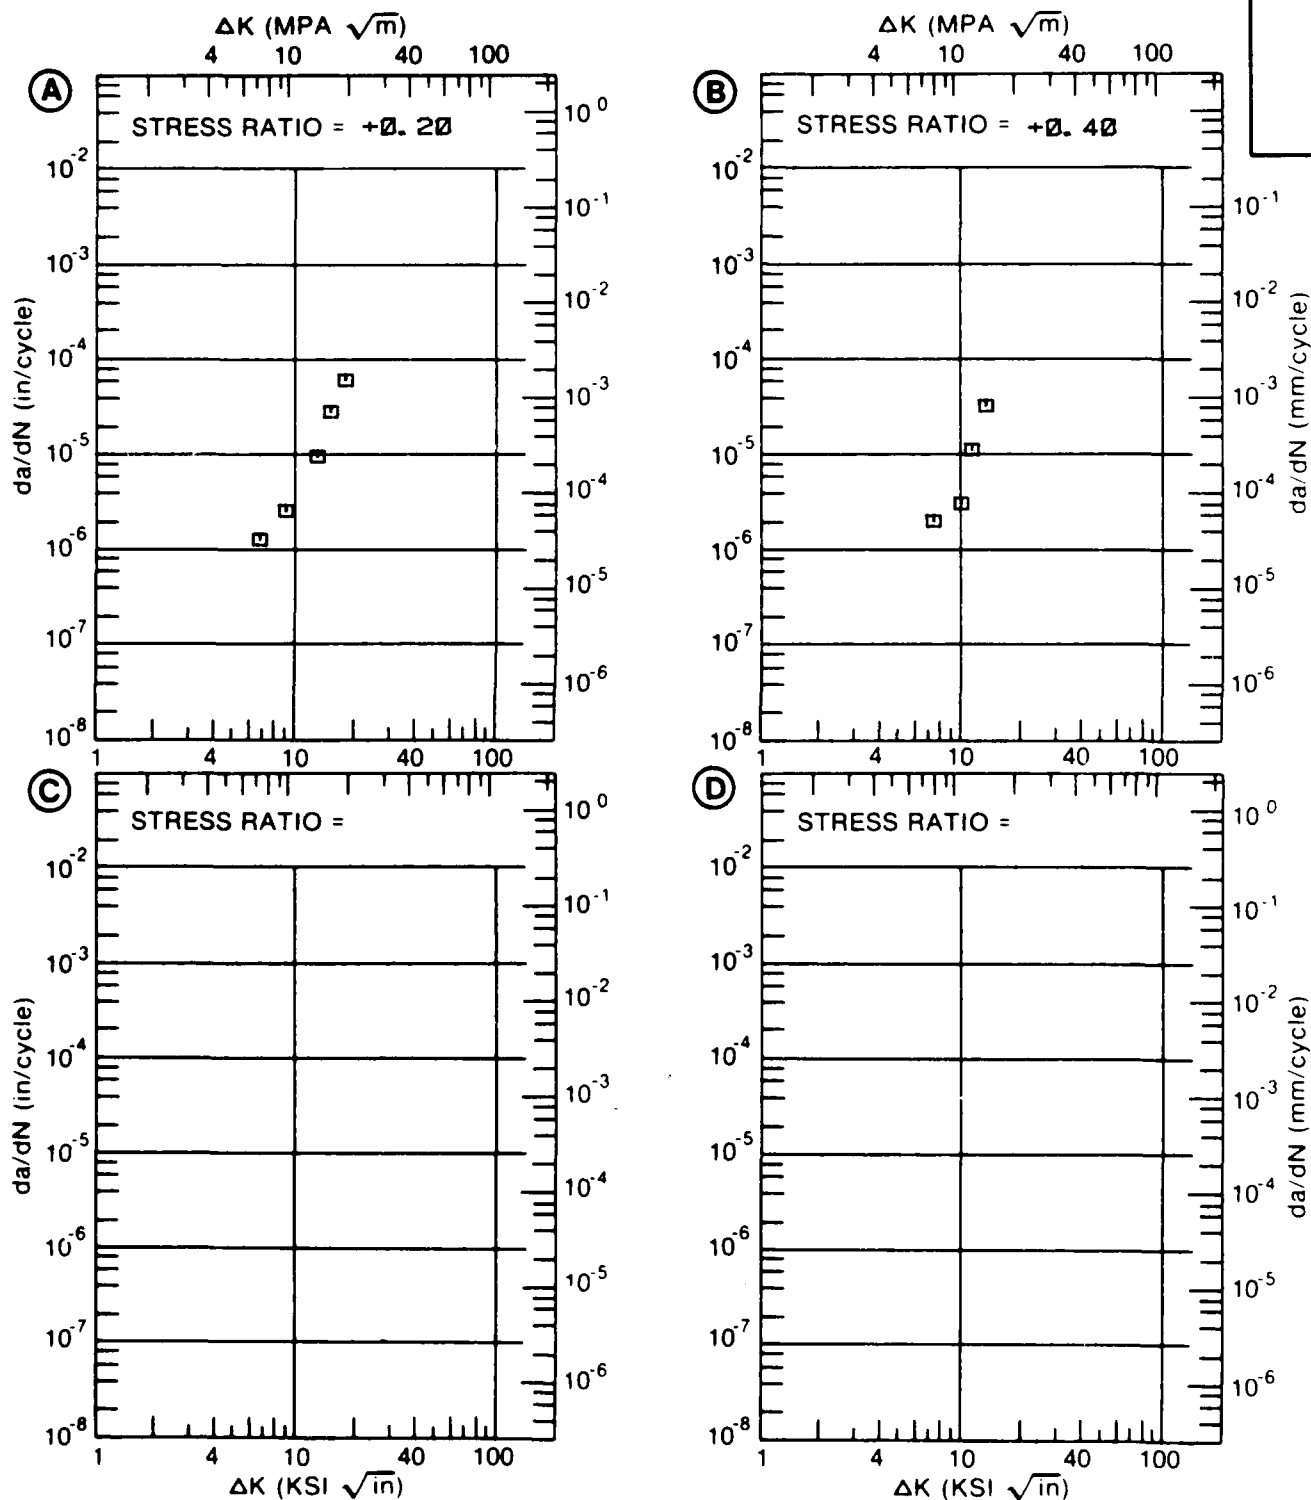 ΔK (MPA √m)
4 10 40 100
ΔK (MPA √m)
4 10 40 100
A
STRESS RATIO = +0.20
10^0
10^-1
10^-2
10^-3
10^-4
10^-5
10^-6
10^-2
10^-3
10^-4
10^-5
10^-6
10^-7
10^-8
da/dN (in/cycle)
1 4 10 40 100
B
STRESS RATIO = +0.40
10^-2
10^-3
10^-4
10^-5
10^-6
10^-7
10^-8
10^-1
10^-2
10^-3
10^-4
10^-5
10^-6
da/dN (mm/cycle)
1 4 10 40 100
C
STRESS RATIO =
10^0
10^-1
10^-2
10^-3
10^-4
10^-5
10^-6
10^-2
10^-3
10^-4
10^-5
10^-6
10^-7
10^-8
da/dN (in/cycle)
1 4 10 40 100
ΔK (KSI √in)
D
STRESS RATIO =
10^-2
10^-3
10^-4
10^-5
10^-6
10^-7
10^-8
10^0
10^-1
10^-2
10^-3
10^-4
10^-5
10^-6
da/dN (mm/cycle)
1 4 10 40 100
ΔK (KSI √in)